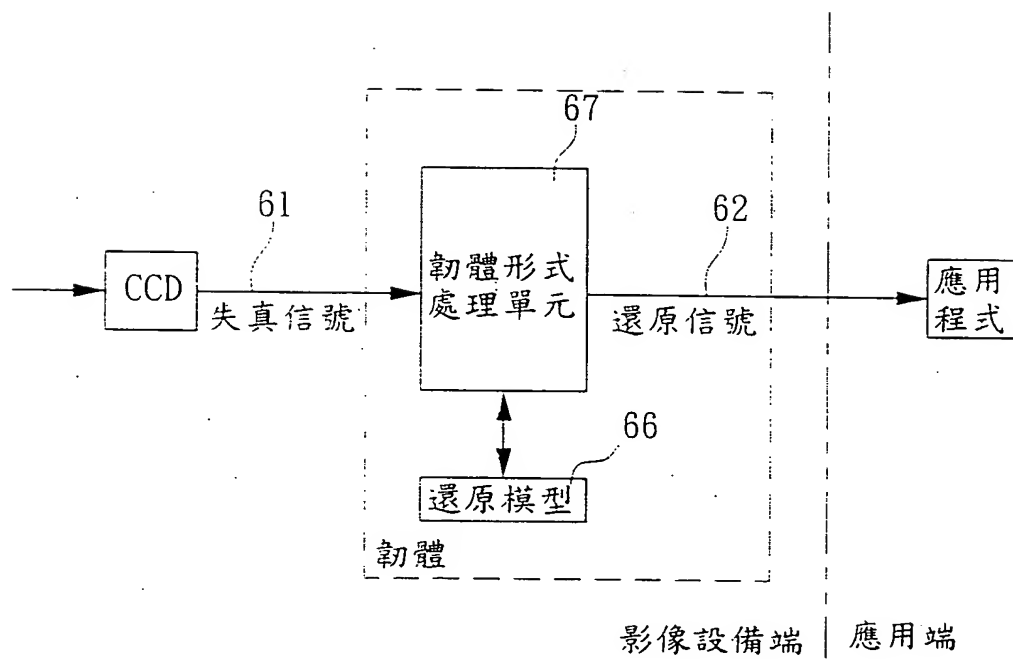 67
61
62
CCD
韌體形式
處理單元
應用
程式
失真信號
還原信號
66
還原模型
韌體
影像設備端
應用端